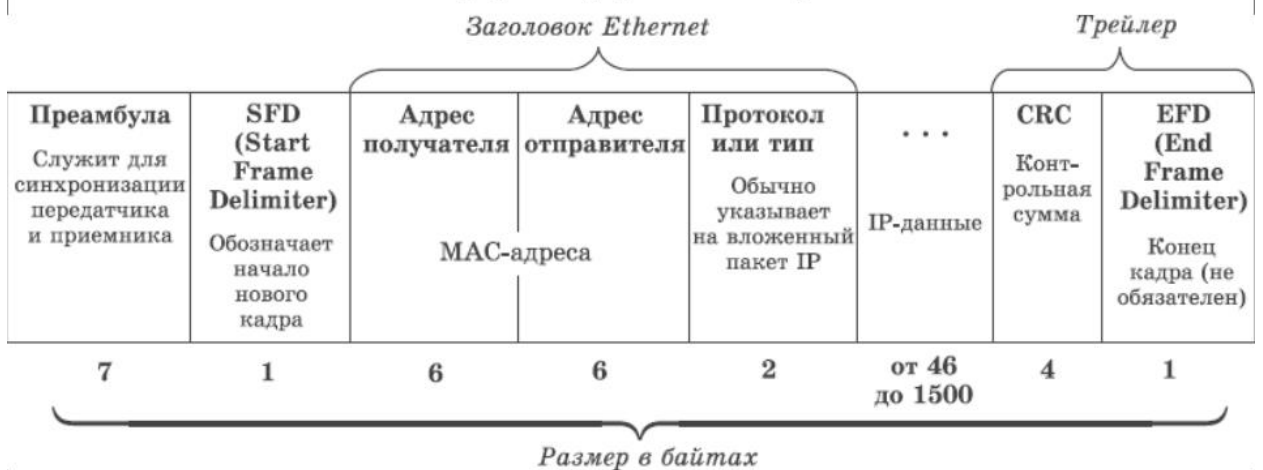 Заголовок Ethernet
Трейлер
Преамбула
Служит для
синхронизации
передатчика
и приемника
SFD
(Start
Frame
Delimiter)
Обозначает
начало
нового
кадра
Адрес
получателя
Адрес
отправителя
MAC-адреса
Протокол
или тип
Обычно
указывает
на вложенный
пакет IP
...
IP-данные
CRC
Конт-
рольная
сумма
EFD
(End
Frame
Delimiter)
Конец
кадра (не
обязателен)
7
1
6
6
2
от 46
до 1500
4
1
Размер в байтах